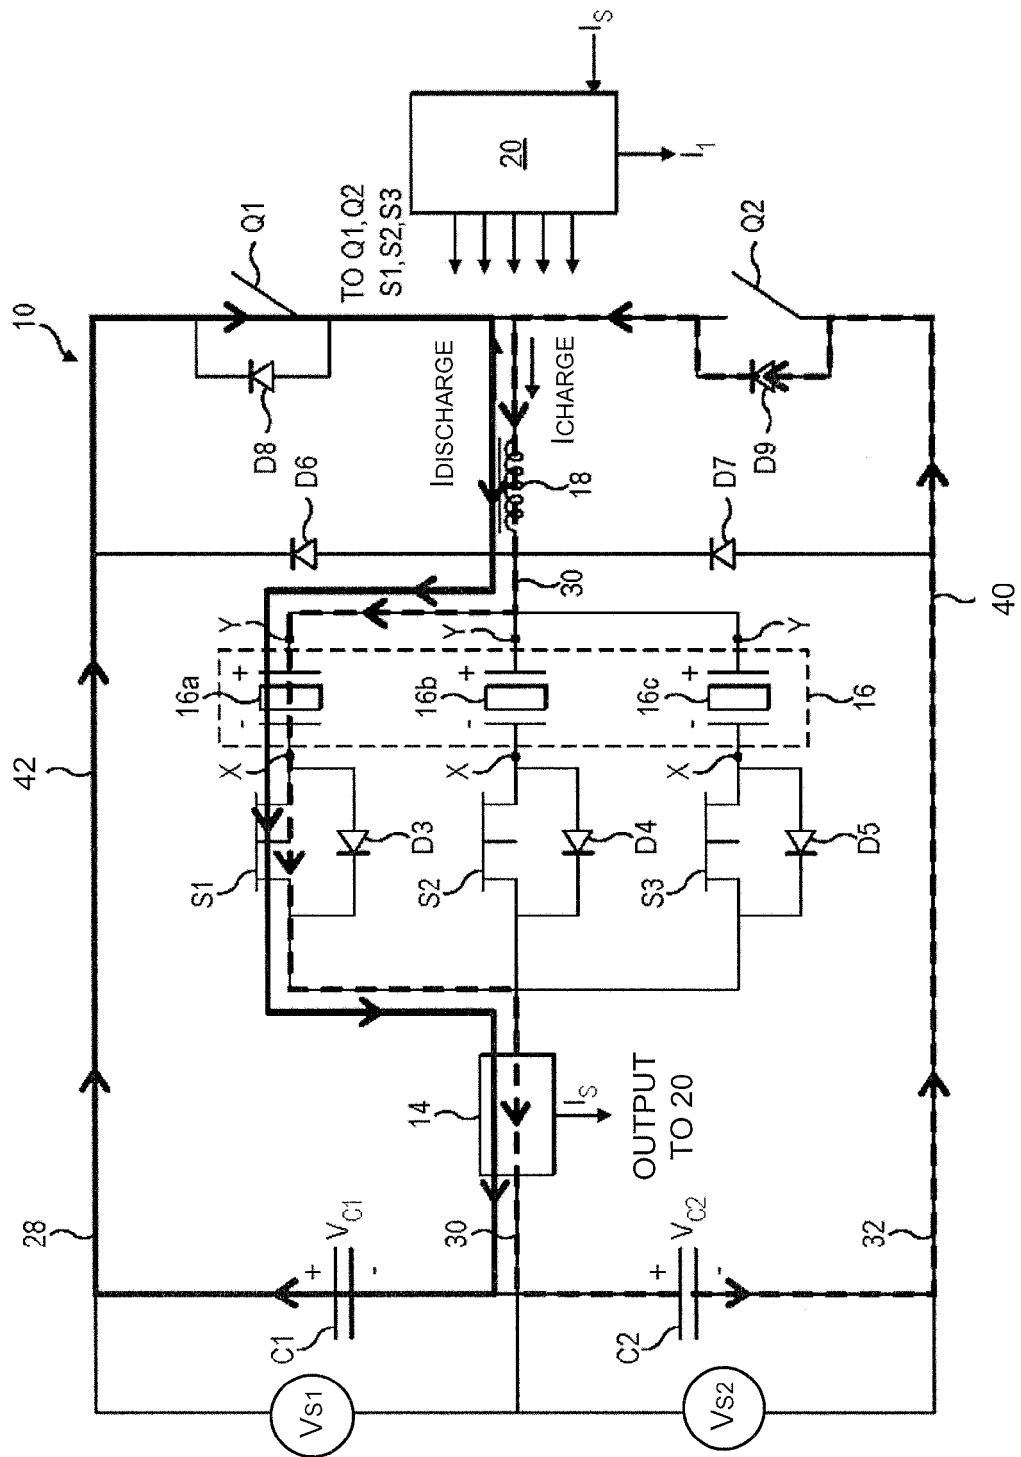 10
Q1
D8
D6
42
28
TO Q1,Q2
S1,S2,S3
20
IS
I1
IDISCHARGE
ICHARGE
18
30
Q2
D9
D7
40
Y
Y
Y
+
16a
-
+
16b
-
+
16c
-
16
X
X
X
S1
D3
S2
D4
S3
D5
14
IS
OUTPUT
TO 20
30
32
+
VC1
-
C1
+
VC2
-
C2
VS1
VS2